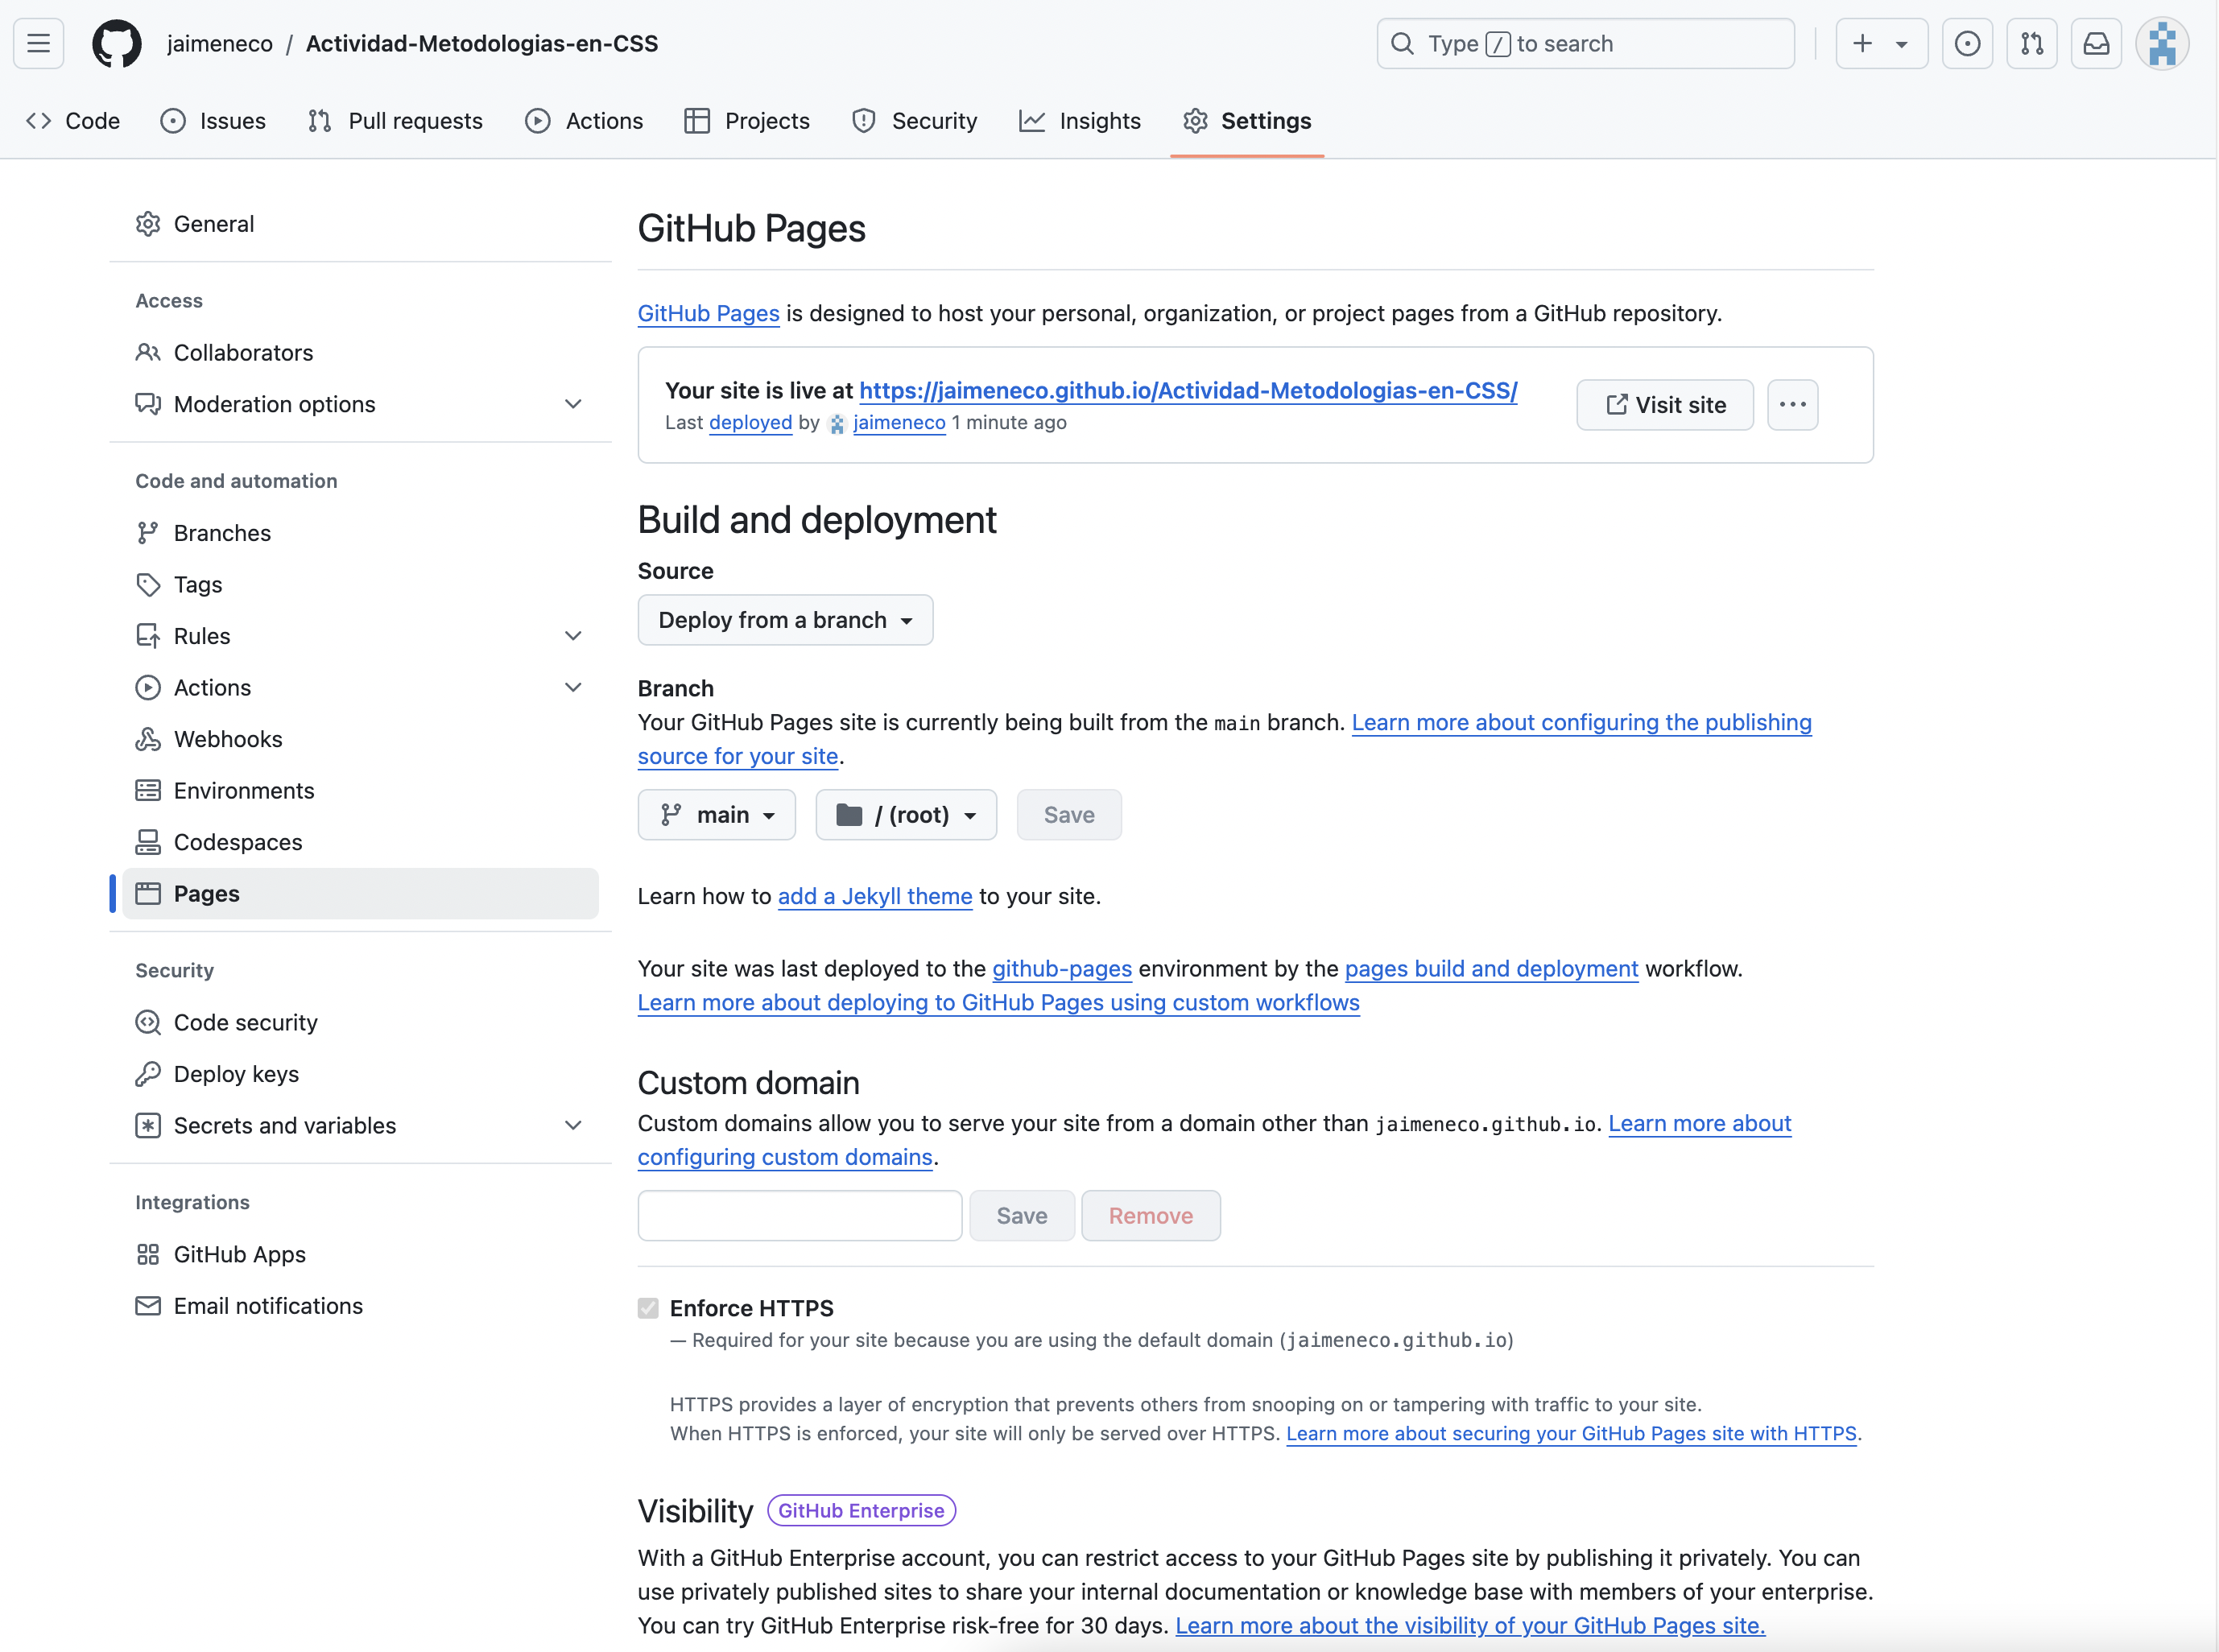 jaimeneco / Actividad-Metodologias-en-CSS
Type / to search
Code Issues Pull requests Actions Projects Security Insights Settings
General
Access
Collaborators
Moderation options
Code and automation
Branches
Tags
Rules
Actions
Webhooks
Environments
Codespaces
Pages
Security
Code security
Deploy keys
Secrets and variables
Integrations
GitHub Apps
Email notifications
GitHub Pages
GitHub Pages is designed to host your personal, organization, or project pages from a GitHub repository.
Your site is live at https://jaimeneco.github.io/Actividad-Metodologias-en-CSS/
Last deployed by jaimeneco 1 minute ago
Visit site
Build and deployment
Source
Deploy from a branch
Branch
Your GitHub Pages site is currently being built from the main branch. Learn more about configuring the publishing
source for your site.
main / (root) Save
Learn how to add a Jekyll theme to your site.
Your site was last deployed to the github-pages environment by the pages build and deployment workflow.
Learn more about deploying to GitHub Pages using custom workflows
Custom domain
Custom domains allow you to serve your site from a domain other than jaimeneco.github.io. Learn more about
configuring custom domains.
Save Remove
Enforce HTTPS
— Required for your site because you are using the default domain (jaimeneco.github.io)
HTTPS provides a layer of encryption that prevents others from snooping on or tampering with traffic to your site.
When HTTPS is enforced, your site will only be served over HTTPS. Learn more about securing your GitHub Pages site with HTTPS.
Visibility GitHub Enterprise
With a GitHub Enterprise account, you can restrict access to your GitHub Pages site by publishing it privately. You can
use privately published sites to share your internal documentation or knowledge base with members of your enterprise.
You can try GitHub Enterprise risk-free for 30 days. Learn more about the visibility of your GitHub Pages site.